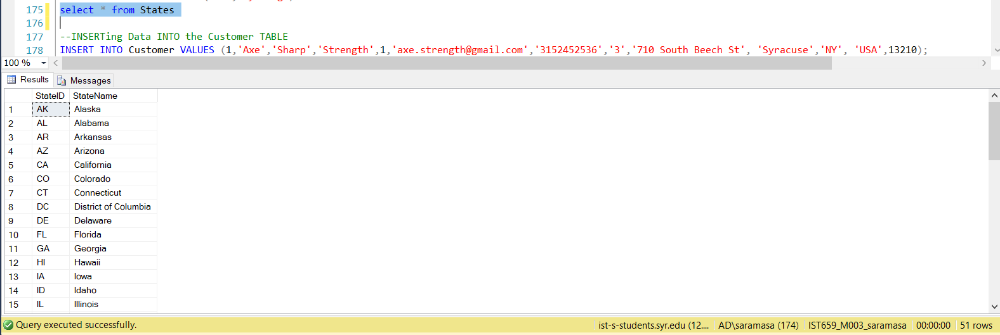 175 select * from States
176
177 --INSERTing Data INTO the Customer TABLE
178 INSERT INTO Customer VALUES (1,'Axe','Sharp','Strength',1,'axe.strength@gmail.com','3152452536','3','710 South Beech St', 'Syracuse','NY', 'USA',13210);
100 %
Results Messages
StateID StateName
1 AK Alaska
2 AL Alabama
3 AR Arkansas
4 AZ Arizona
5 CA California
6 CO Colorado
7 CT Connecticut
8 DC District of Columbia
9 DE Delaware
10 FL Florida
11 GA Georgia
12 HI Hawaii
13 IA Iowa
14 ID Idaho
15 IL Illinois
Query executed successfully. ist-s-students.syr.edu (12.... AD\saramasa (174) IST659_M003_saramasa 00:00:00 51 rows